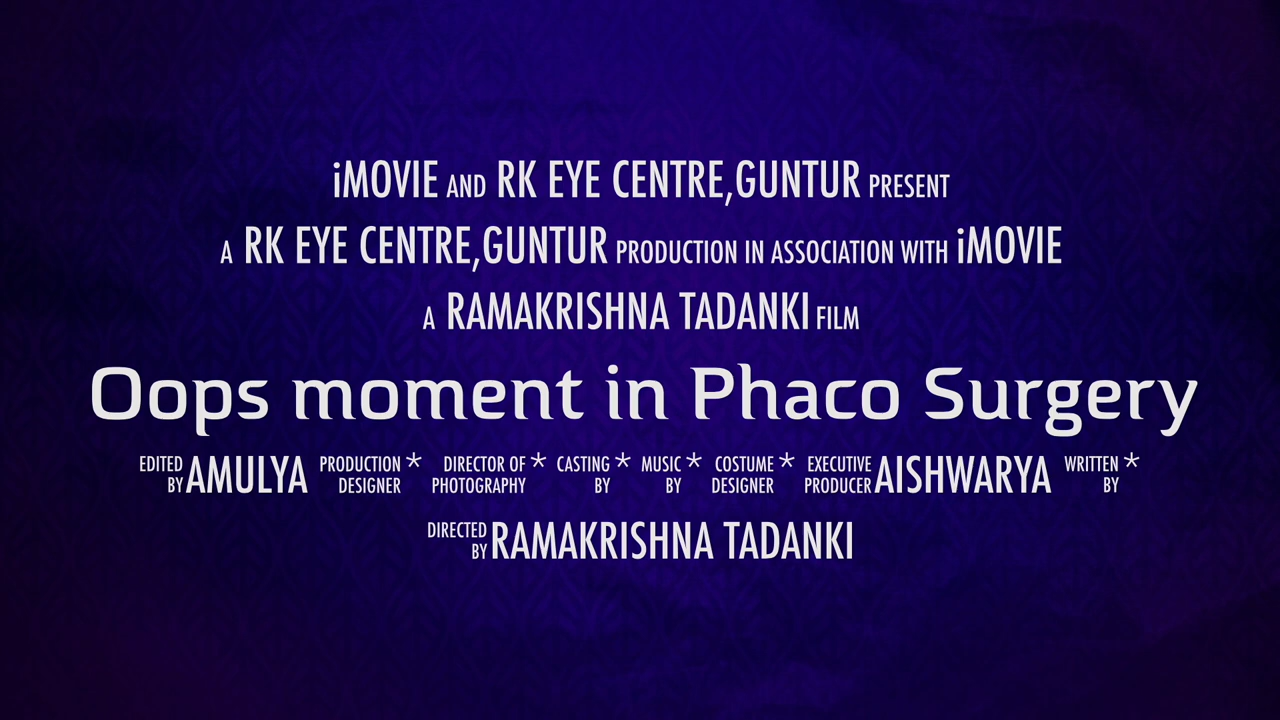 iMOVIE AND RK EYE CENTRE,GUNTUR PRESENT
A RK EYE CENTRE,GUNTUR PRODUCTION IN ASSOCIATION WITH iMOVIE
A RAMAKRISHNA TADANKI FILM
Oops moment in Phaco Surgery
EDITED BY AMULYA PRODUCTION DESIGNER * DIRECTOR OF PHOTOGRAPHY * CASTING BY * MUSIC BY * COSTUME DESIGNER * EXECUTIVE PRODUCER AISHWARYA WRITTEN BY *
DIRECTED BY RAMAKRISHNA TADANKI